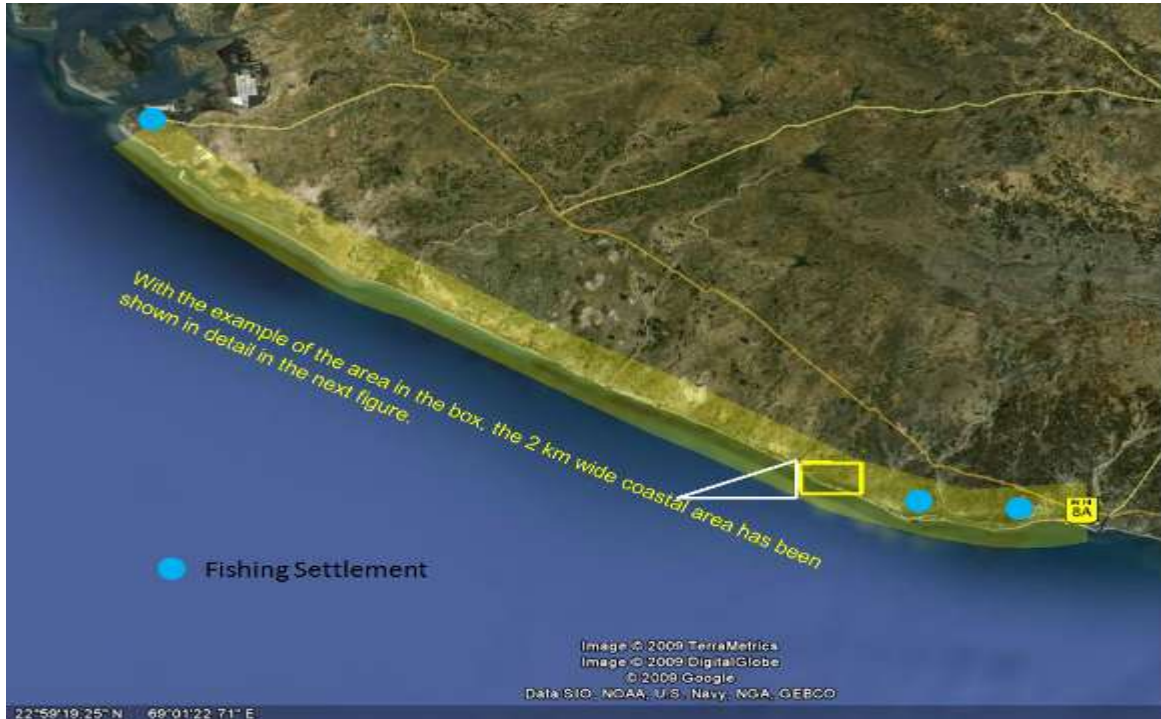 With the example of the area in the box, the 2 km wide coastal area has been
shown in detail in the next figure.
NH
8A
Fishing Settlement
Image © 2009 TerraMetrics
Image © 2009 DigitalGlobe
© 2009 Google
Data SIO, NOAA, U.S. Navy, NGA, GEBCO
22°59'19.25" N 69°01'22.71" E